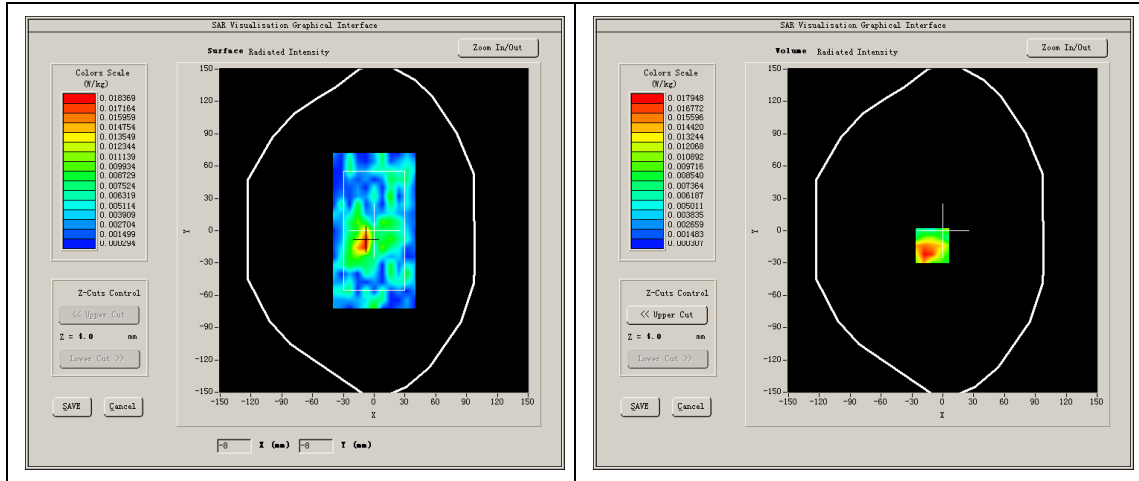 SAR Visualisation Graphical Interface
Surface Radiated Intensity
Zoom In/Out
Colors Scale
(W/kg)
0.018369
0.017164
0.015959
0.014754
0.013549
0.012344
0.011139
0.009934
0.008729
0.007524
0.006319
0.005114
0.003909
0.002704
0.001499
0.000294
Z-Cuts Control
<< Upper Cut
Z = 4.0 mm
Lower Cut >>
SAVE
Cancel
150
120
90
60
30
0
-30
-60
-90
-120
-150
Y
-150 -120 -90 -60 -30 0 30 60 90 120 150
X
-8 X (mm) -8 Y (mm)
SAR Visualisation Graphical Interface
Volume Radiated Intensity
Zoom In/Out
Colors Scale
(W/kg)
0.017948
0.016772
0.015596
0.014420
0.013244
0.012068
0.010892
0.009716
0.008540
0.007364
0.006187
0.005011
0.003835
0.002659
0.001483
0.000307
Z-Cuts Control
<< Upper Cut
Z = 4.0 mm
Lower Cut >>
SAVE
Cancel
150
120
90
60
30
0
-30
-60
-90
-120
-150
Y
-150 -120 -90 -60 -30 0 30 60 90 120 150
X